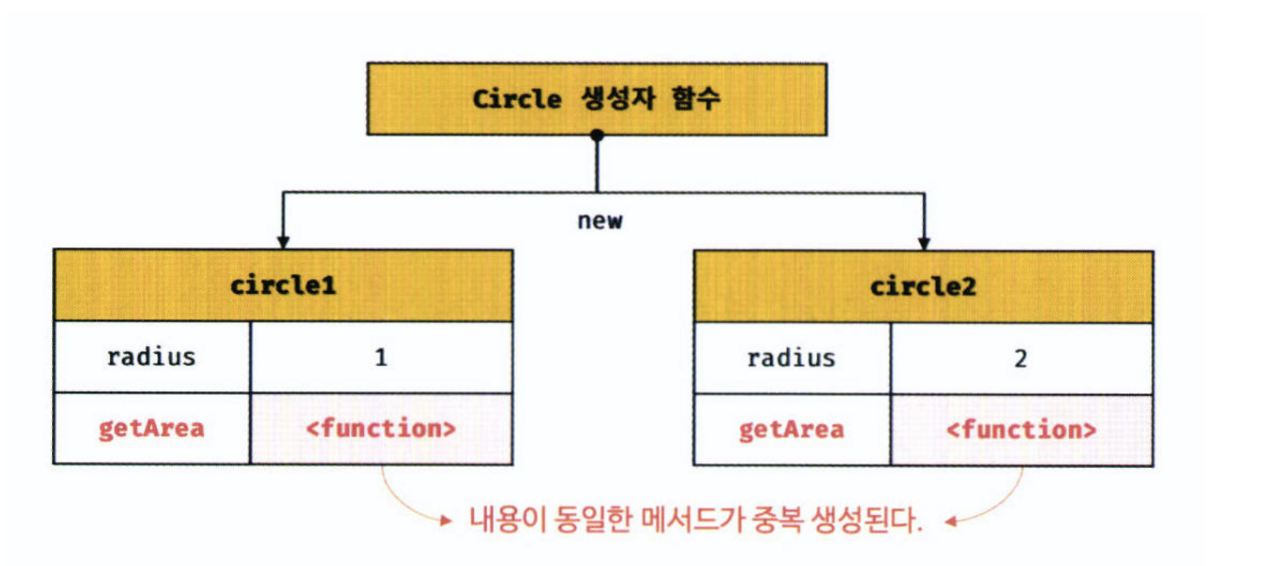 Circle 생성자 함수
new
circle1
radius 1
getArea <function>
circle2
radius 2
getArea <function>
내용이 동일한 메서드가 중복 생성된다.